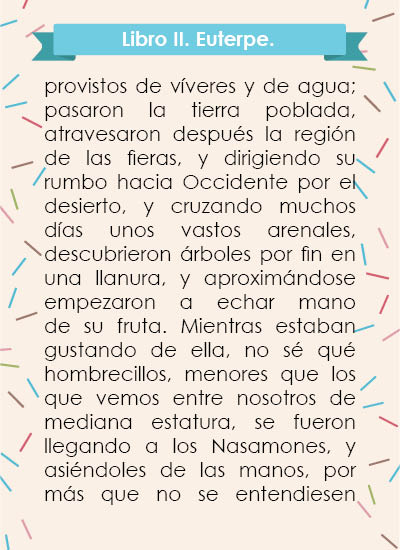 Libro II. Euterpe.
provistos de víveres y de agua;
pasaron la tierra poblada,
atravesaron después la región
de las fieras, y dirigiendo su
rumbo hacia Occidente por el
desierto, y cruzando muchos
días unos vastos arenales,
descubrieron árboles por fin en
una llanura, y aproximándose
empezaron a echar mano
de su fruta. Mientras estaban
gustando de ella, no sé qué
hombrecillos, menores que los
que vemos entre nosotros de
mediana estatura, se fueron
llegando a los Nasamones, y
asiéndoles de las manos, por
más que no se entendiesen